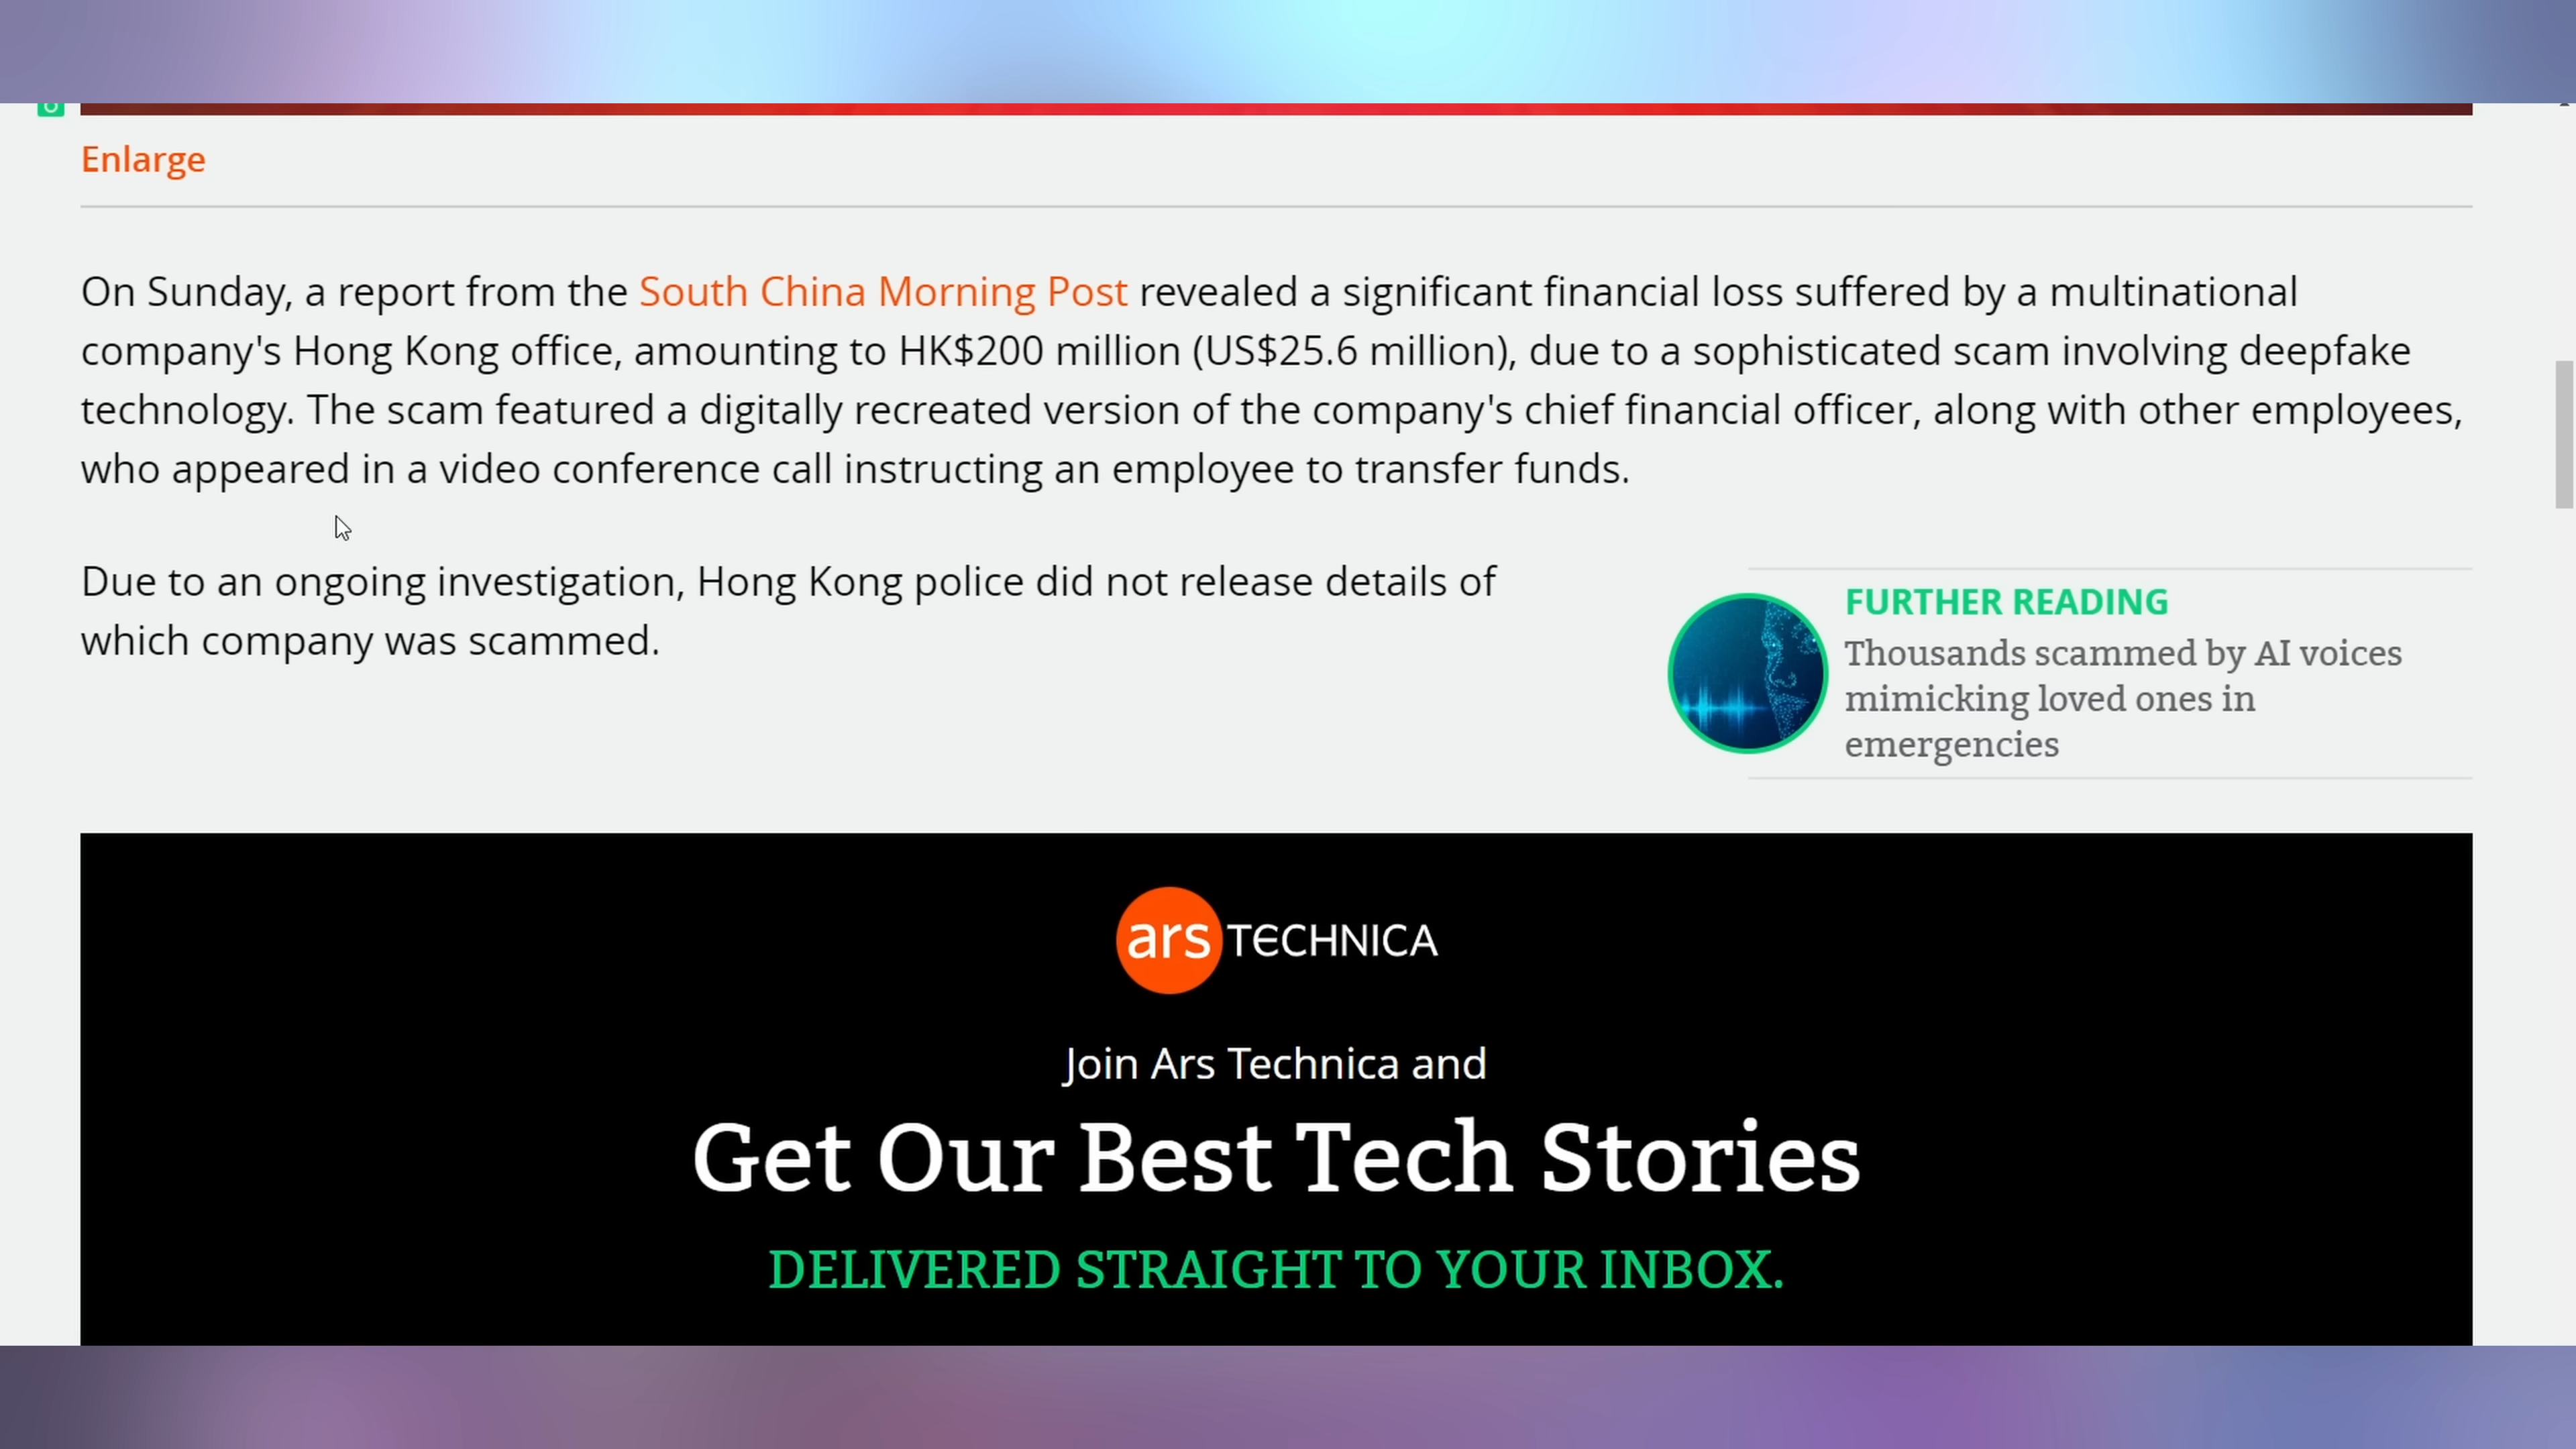 Enlarge
On Sunday, a report from the South China Morning Post revealed a significant financial loss suffered by a multinational
company's Hong Kong office, amounting to HK$200 million (US$25.6 million), due to a sophisticated scam involving deepfake
technology. The scam featured a digitally recreated version of the company's chief financial officer, along with other employees,
who appeared in a video conference call instructing an employee to transfer funds.
Due to an ongoing investigation, Hong Kong police did not release details of
which company was scammed.
FURTHER READING
Thousands scammed by AI voices
mimicking loved ones in
emergencies
ars TECHNICA
Join Ars Technica and
Get Our Best Tech Stories
DELIVERED STRAIGHT TO YOUR INBOX.